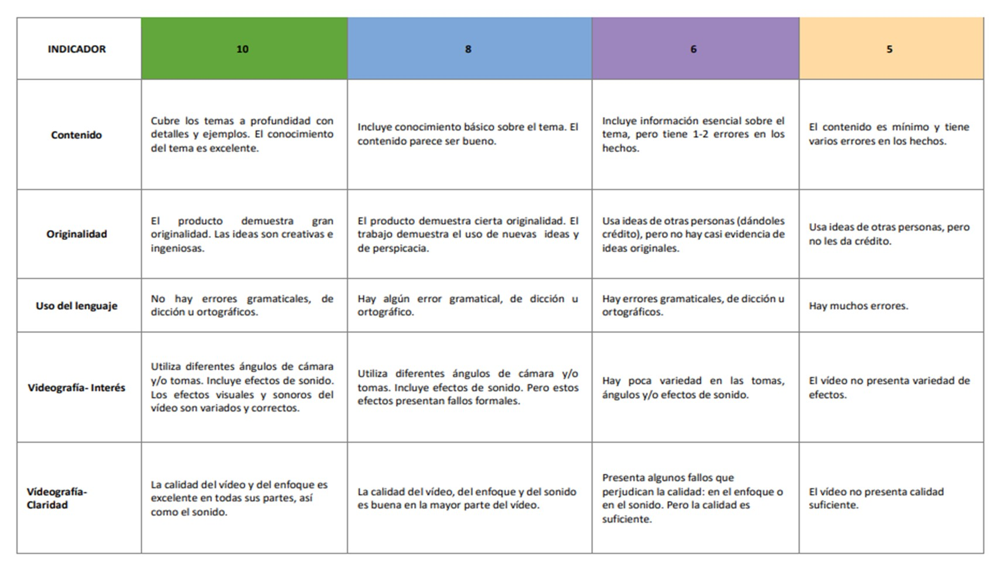 INDICADOR
10
8
6
5
Contenido
Cubre los temas a profundidad con
detalles y ejemplos. El conocimiento
del tema es excelente.
Incluye conocimiento básico sobre el tema. El
contenido parece ser bueno.
Incluye información esencial sobre el
tema, pero tiene 1-2 errores en los
hechos.
El contenido es mínimo y tiene
varios errores en los hechos.
Originalidad
El producto demuestra gran
originalidad. Las ideas son creativas e
ingeniosas.
El producto demuestra cierta originalidad. El
trabajo demuestra el uso de nuevas ideas y
de perspicacia.
Usa ideas de otras personas (dándoles
crédito), pero no hay casi evidencia de
ideas originales.
Usa ideas de otras personas, pero
no les da crédito.
Uso del lenguaje
No hay errores gramaticales, de
dicción u ortográficos.
Hay algún error gramatical, de dicción u
ortográfico.
Hay errores gramaticales, de dicción u
ortográficos.
Hay muchos errores.
Videografía- Interés
Utiliza diferentes ángulos de cámara
y/o tomas. Incluye efectos de sonido.
Los efectos visuales y sonoros del
vídeo son variados y correctos.
Utiliza diferentes ángulos de cámara y/o
tomas. Incluye efectos de sonido. Pero estos
efectos presentan fallos formales.
Hay poca variedad en las tomas,
ángulos y/o efectos de sonido.
El vídeo no presenta variedad de
efectos.
Vídeografía-
Claridad
La calidad del vídeo y del enfoque es
excelente en todas sus partes, así
como el sonido.
La calidad del vídeo, del enfoque y del sonido
es buena en la mayor parte del vídeo.
Presenta algunos fallos que
perjudican la calidad: en el enfoque o
en el sonido. Pero la calidad es
suficiente.
El vídeo no presenta calidad
suficiente.